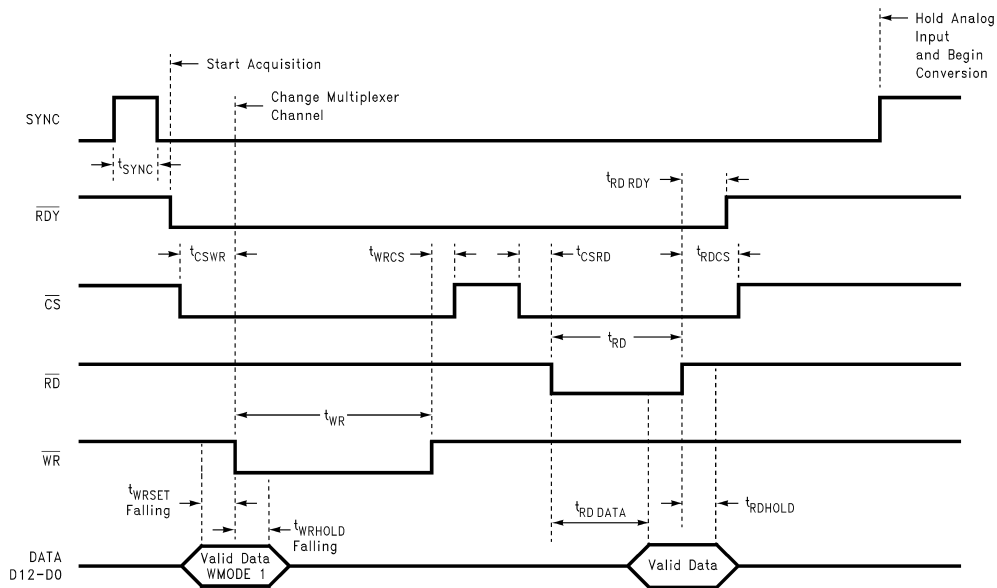 Hold Analog
Input
and Begin
Conversion
Start Acquisition
Change Multiplexer
Channel
SYNC
tSYNC
tRD RDY
RDY
tCSWR
tWRCS
tCSRD
tRDCS
CS
tRD
RD
tWR
WR
tWRSET
Falling
tWRHOLD
Falling
tRD DATA
tRDHOLD
DATA
D12-D0
Valid Data
WMODE 1
Valid Data